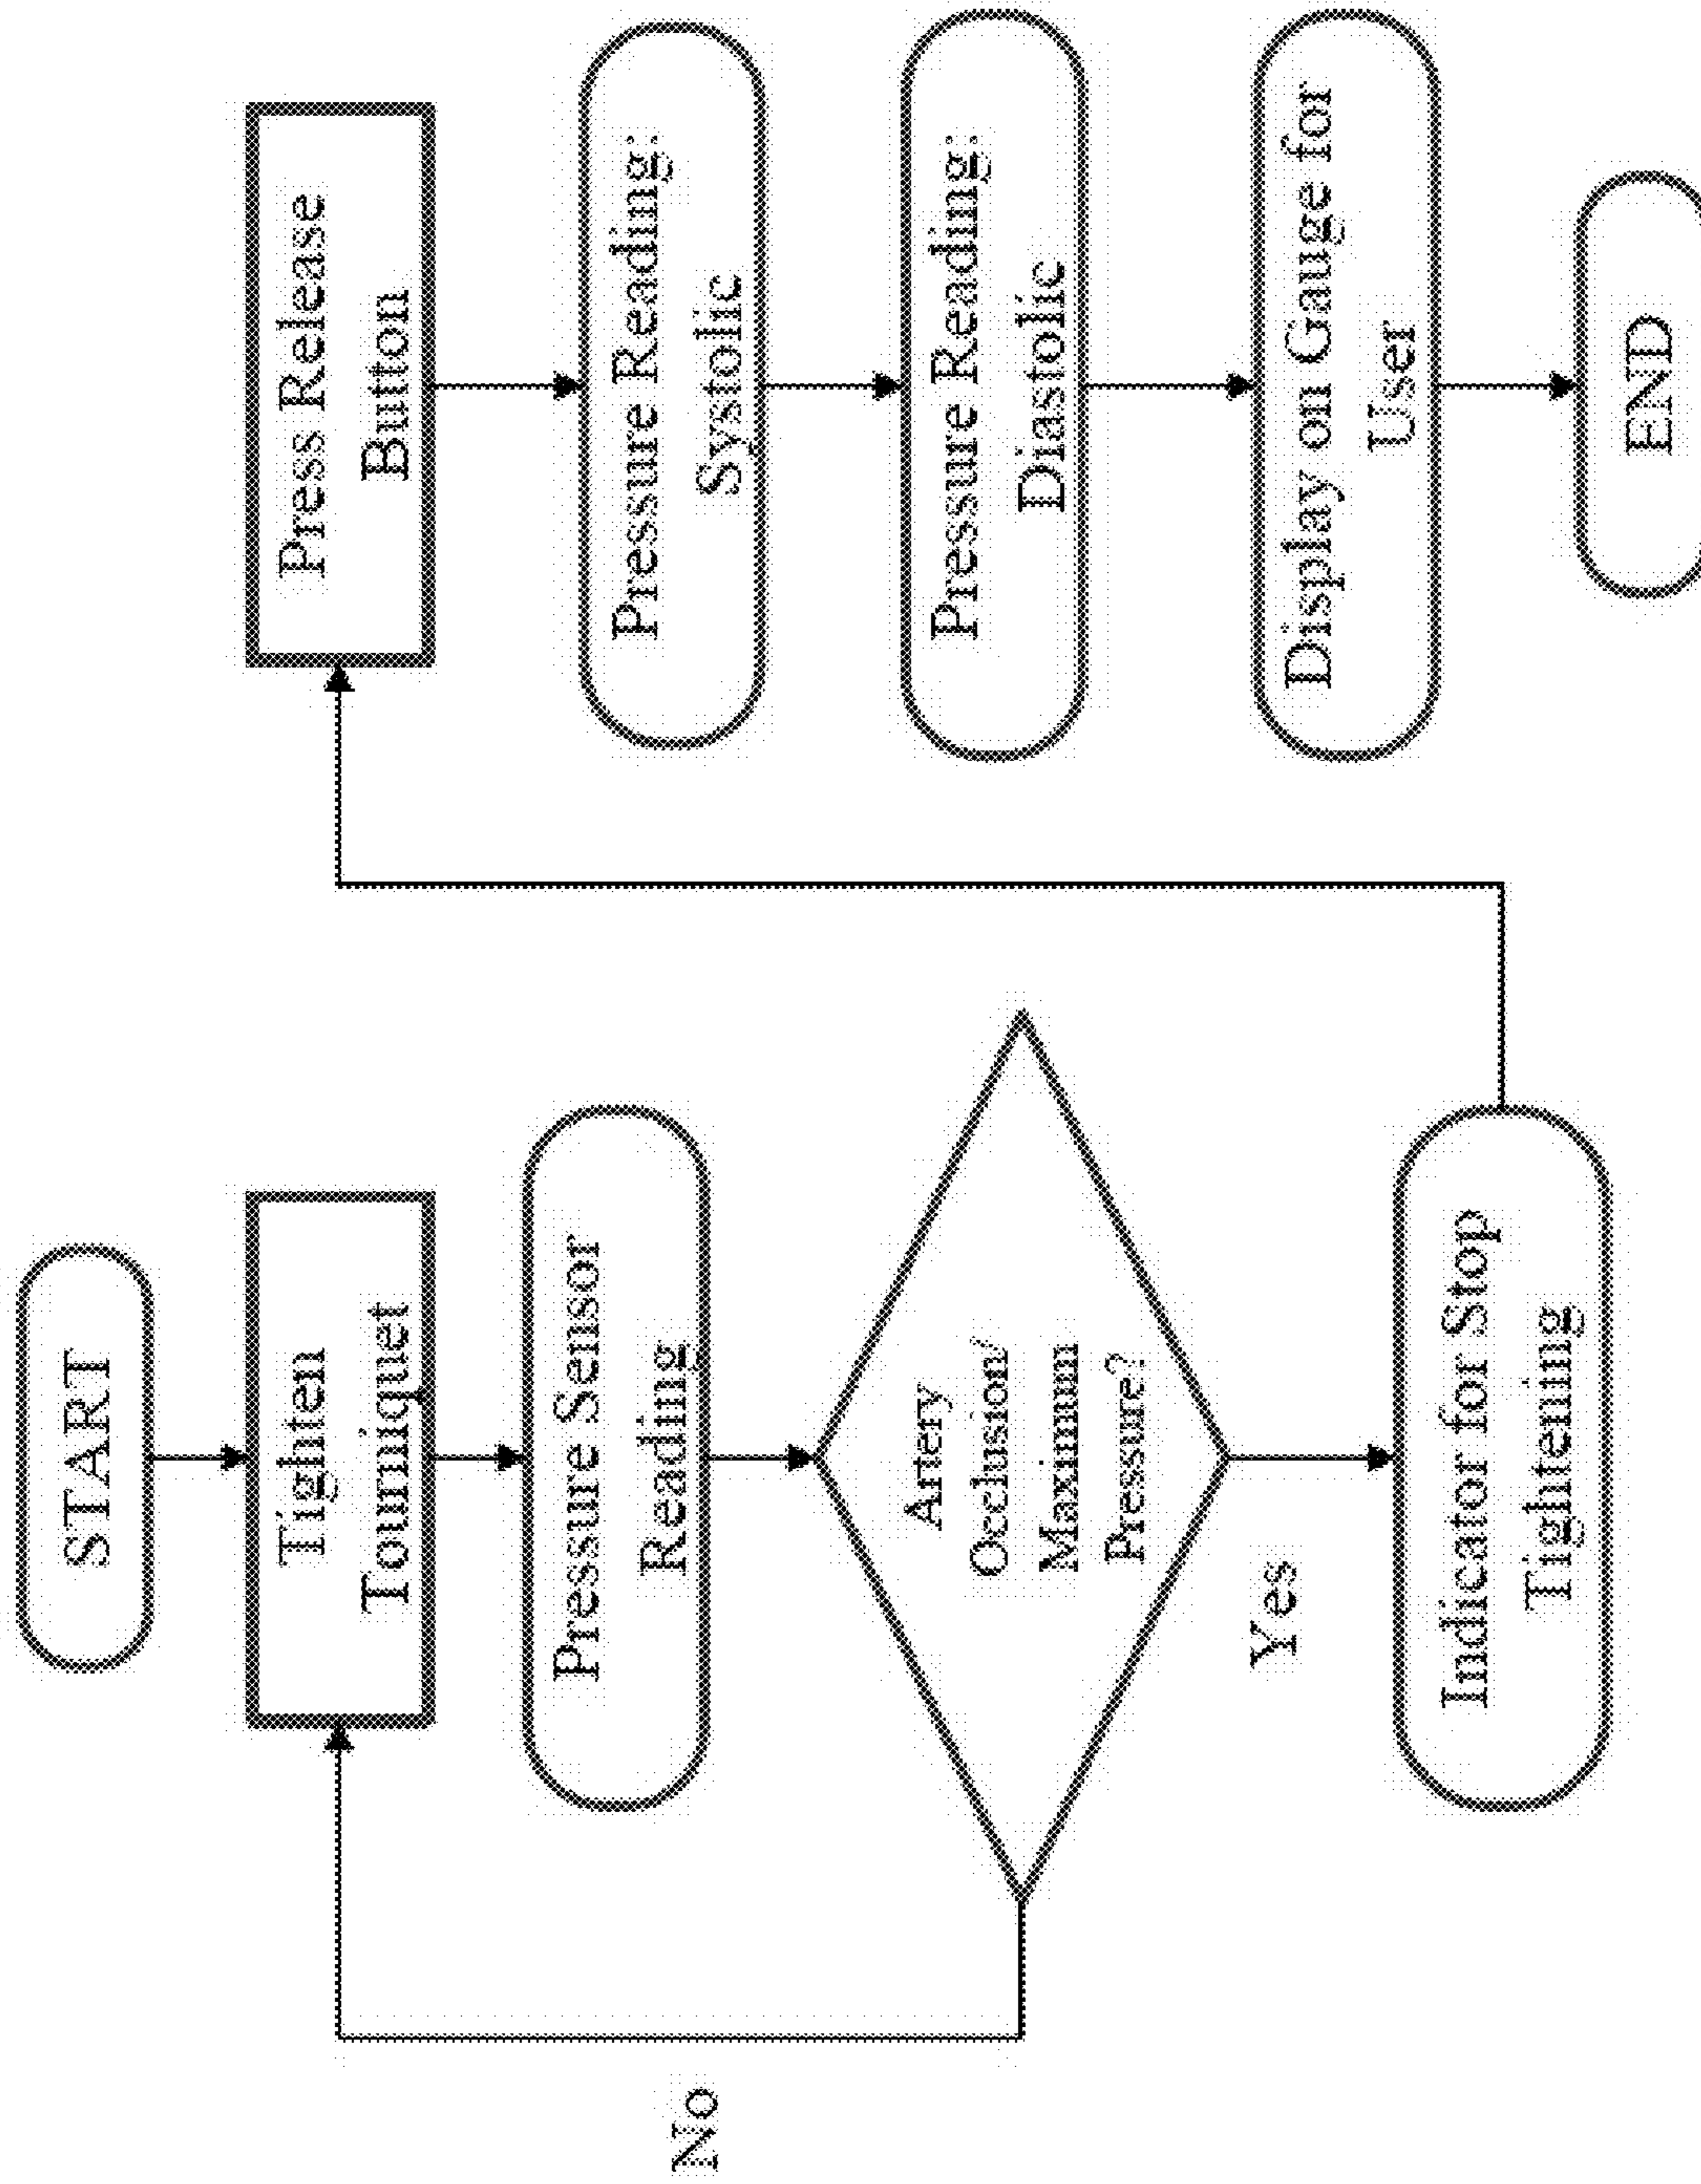 START
Tighten
Tourniquet
Pressure Sensor
Reading
Artery
Occlusion/
Maximum
Pressure?
No
Yes
Indicator for Stop
Tightening
Press Release
Button
Pressure Reading:
Systolic
Pressure Reading:
Diastolic
Display on Gauge for
User
END